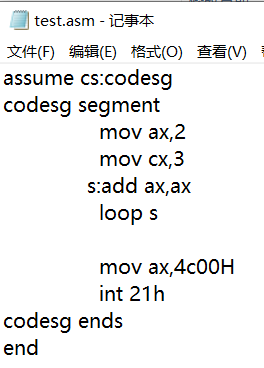 test.asm - 记事本
文件(F) 编辑(E) 格式(O) 查看(V)
assume cs:codesg
codesg segment
mov ax,2
mov cx,3
s:add ax,ax
loop s
mov ax,4c00H
int 21h
codesg ends
end